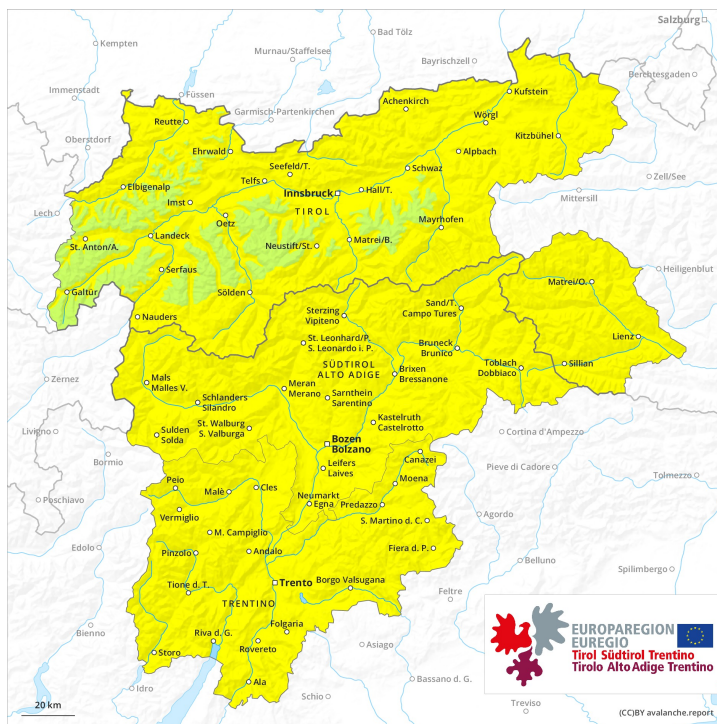 Salzburg
Kempten
Bad Tölz
Murnau/Staffelsee
Bayrischzell
Berchtesgaden
Immenstadt
Füssen
Garmisch-Partenkirchen
Achenkirch
Kufstein
Reutte
Wörgl
Oberstdorf
Ehrwald
Kitzbühel
Alpbach
Seefeld/T.
Schwaz
Zell/See
Telfs
Elbigenalp
Innsbruck
Hall/T.
Mittersill
Imst
Lech
TIROL
Oetz
Mayrhofen
St. Anton/A.
Landeck
Neustift/St.
Matrei/B.
Serfaus
Heiligenblut
Galtür
Sölden
Matrei/O.
Nauders
Sterzing
Vipiteno
Sand/T.
Campo Tures
Lienz
St. Leonhard/P.
S. Leonardo i. P.
Bruneck
Brunico
SÜDTIROL
ALTO ADIGE
Toblach
Dobbiaco
Sillian
Zernez
Mals
Malles V.
Meran
Merano
Brixen
Bressanone
Schlanders
Silandro
Sarnthein
Sarentino
St. Walburg
S. Valburga
Kastelruth
Castelrotto
Livigno
Sulden
Solda
Cortina d'Ampezzo
Bozen
Bolzano
Bormio
Canazei
Leifers
Laives
Pieve di Cadore
Tolmezzo
Poschiavo
Peio
Malè
Cles
Moena
Neumarkt
Egna
Predazzo
Vermiglio
Agordo
S. Martino d. C.
M. Campiglio
Edolo
Pinzolo
Andalo
Fiera d. P.
Belluno
Spilimbergo
Tione d. T.
Trento
Borgo Valsugana
Feltre
TRENTINO
Folgaria
Bienno
Riva d. G.
Storo
Rovereto
Asiago
Idro
Ala
Schio
Bassano d. G.
Treviso
EUROPAREGION
EUREGIO
Tirol Südtirol Trentino
Tirolo Alto Adige Trentino
20 km
(CC)BY avalanche.report